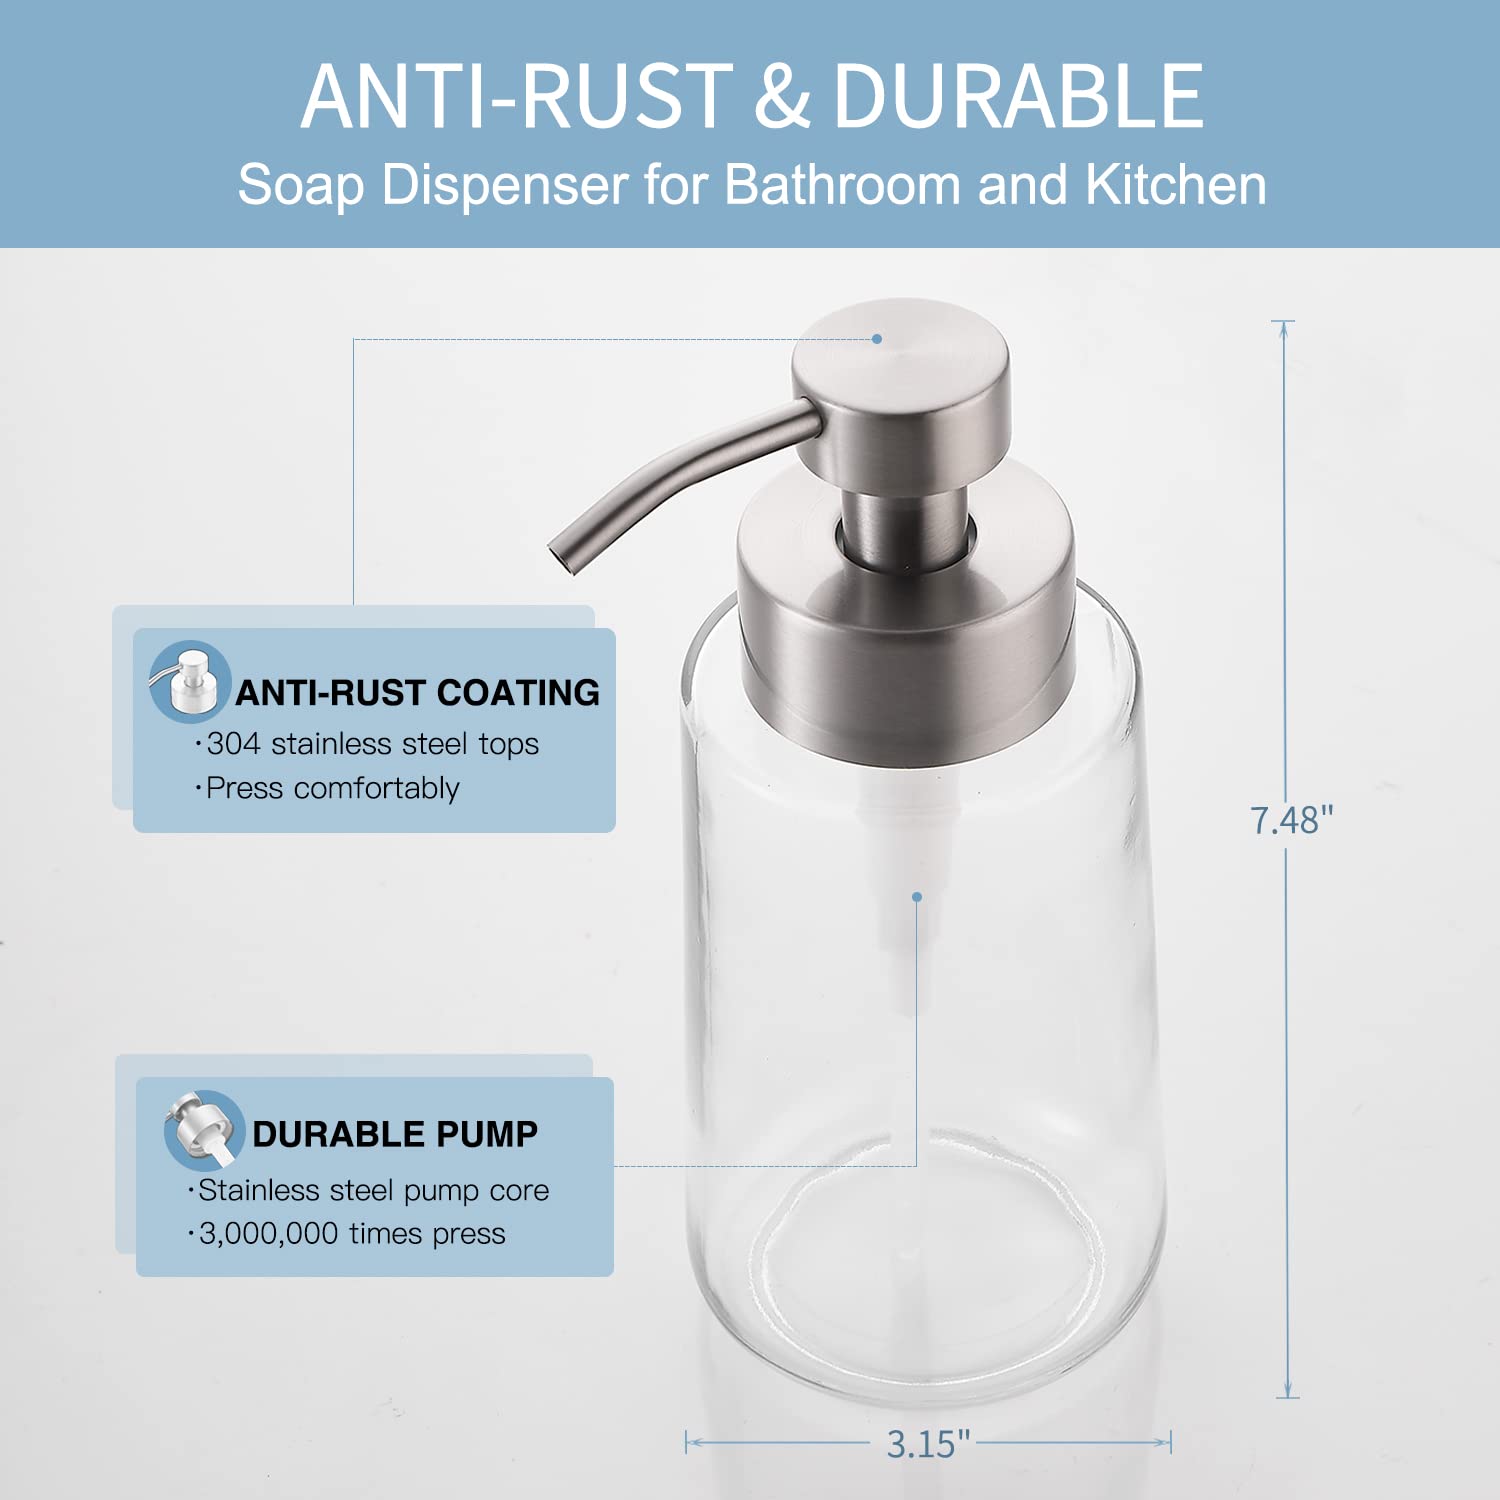 ANTI-RUST & DURABLE
Soap Dispenser for Bathroom and Kitchen
ANTI-RUST COATING
·304 stainless steel tops
·Press comfortably
7.48"
DURABLE PUMP
·Stainless steel pump core
·3,000,000 times press
3.15"